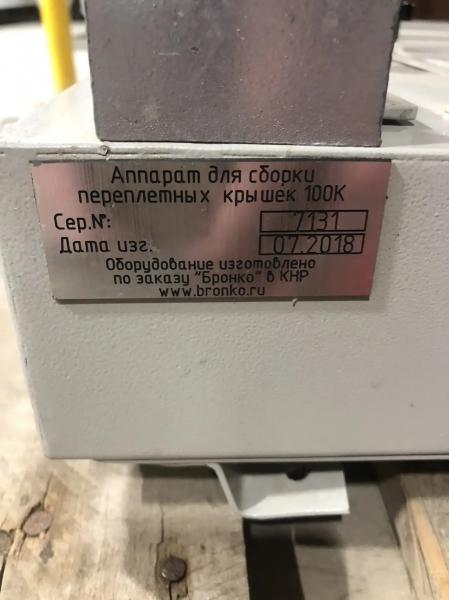 Аппарат для сборки
переплетных крышек 100К
Сер.№: 7131
Дата изг. 07.2018
Оборудование изготовлено
по заказу "Бронко" в КНР
www.bronko.ru